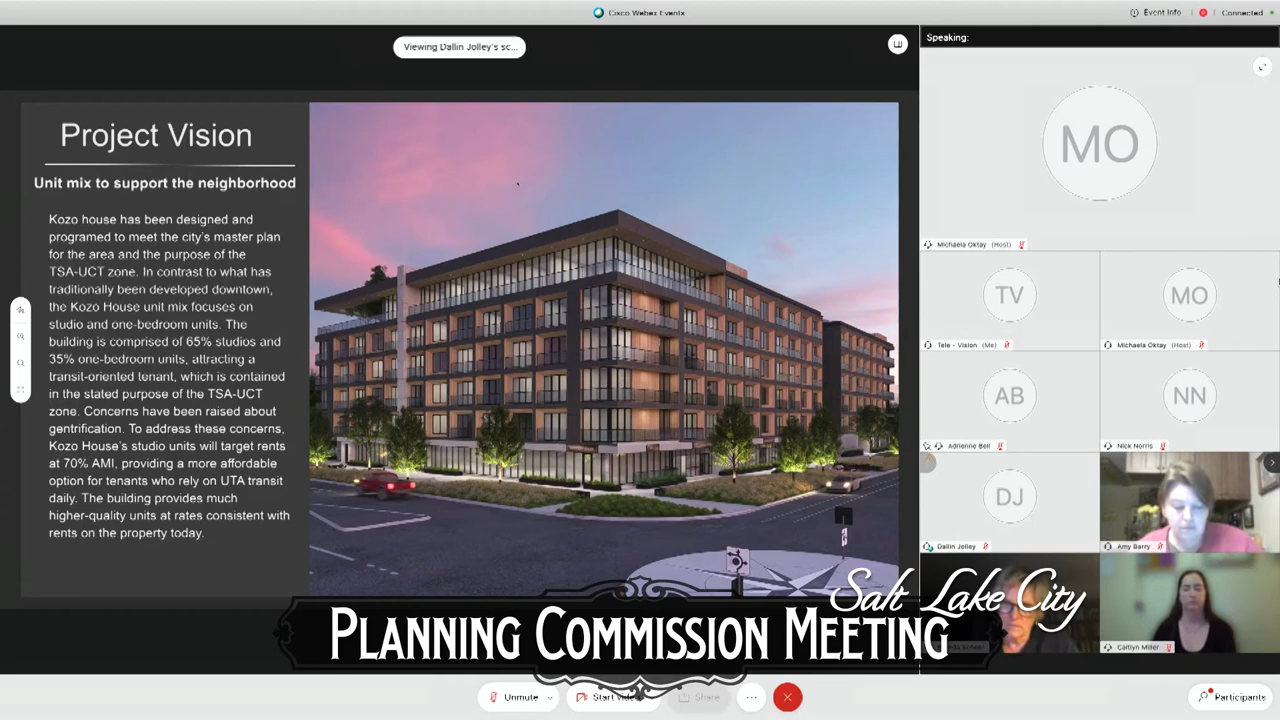 Cisco Webex Events
Event Info
Connected
Viewing Dallin Jolley's sc...
Speaking:
Project Vision
Unit mix to support the neighborhood
Kozo house has been designed and
programed to meet the city's master plan
for the area and the purpose of the
TSA-UCT zone. In contrast to what has
traditionally been developed downtown,
the Kozo House unit mix focuses on
studio and one-bedroom units. The
building is comprised of 65% studios and
35% one-bedroom units, attracting a
transit-oriented tenant, which is contained
in the stated purpose of the TSA-UCT
zone. Concerns have been raised about
gentrification. To address these concerns,
Kozo House's studio units will target rents
at 70% AMI, providing a more affordable
option for tenants who rely on UTA transit
daily. The building provides much
higher-quality units at rates consistent with
rents on the property today.
MO
Michaela Oktay (Host)
TV
Tele - Vision (Me)
MO
Michaela Oktay (Host)
AB
Adrienne Bell
NN
Nick Norris
DJ
Dallin Jolley
Amy Barry
Caitlyn Miller
Salt Lake City
PLANNING COMMISSION MEETING
Unmute
Start video
Share
Participants